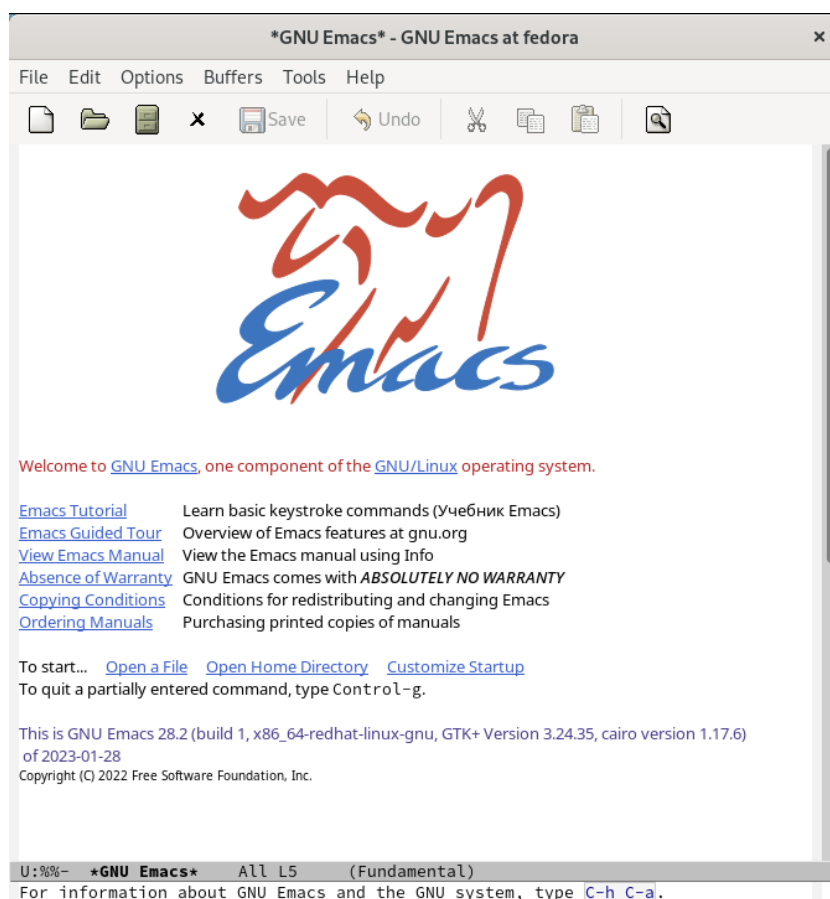 *GNU Emacs* - GNU Emacs at fedora ×
File Edit Options Buffers Tools Help
Save Undo
Emacs
Welcome to GNU Emacs, one component of the GNU/Linux operating system.
Emacs Tutorial Learn basic keystroke commands (Учебник Emacs)
Emacs Guided Tour Overview of Emacs features at gnu.org
View Emacs Manual View the Emacs manual using Info
Absence of Warranty GNU Emacs comes with ABSOLUTELY NO WARRANTY
Copying Conditions Conditions for redistributing and changing Emacs
Ordering Manuals Purchasing printed copies of manuals
To start... Open a File Open Home Directory Customize Startup
To quit a partially entered command, type Control-g.
This is GNU Emacs 28.2 (build 1, x86_64-redhat-linux-gnu, GTK+ Version 3.24.35, cairo version 1.17.6)
of 2023-01-28
Copyright (C) 2022 Free Software Foundation, Inc.
U:%%- *GNU Emacs* All L5 (Fundamental)
For information about GNU Emacs and the GNU system, type C-h C-a.